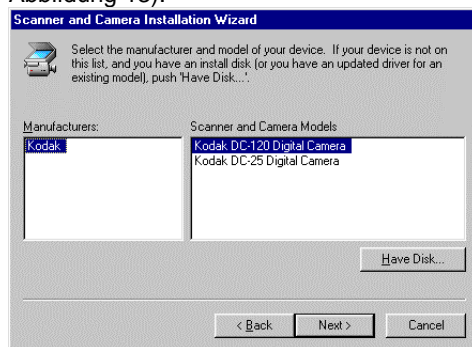 Abbildung 18).
Scanner and Camera Installation Wizard
Select the manufacturer and model of your device. If your device is not on
this list, and you have an install disk (or you have an updated driver for an
existing model), push 'Have Disk...'.
Manufacturers:
Kodak
Scanner and Camera Models
Kodak DC-120 Digital Camera
Kodak DC-25 Digital Camera
Have Disk...
< Back
Next >
Cancel